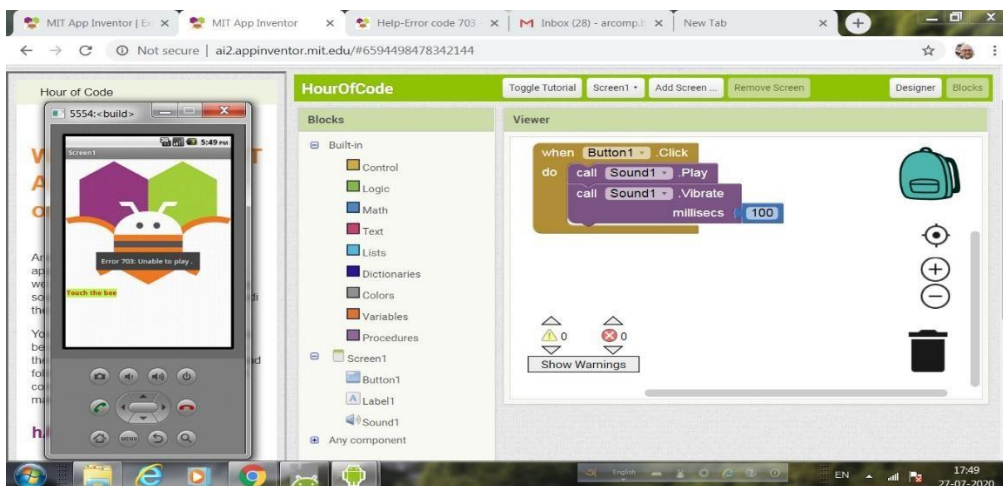 MIT App Inventor | E
MIT App Inventor
Help-Error code 703
Inbox (28) - arcomp.t
New Tab
Not secure | ai2.appinventor.mit.edu/#6594498478342144
Hour of Code
HourOfCode
Toggle Tutorial
Screen1
Add Screen ...
Remove Screen
Designer
Blocks
5554:<build>
5:49 PM
Screen1
Error 703: Unable to play .
Touch the bee
Blocks
Built-in
Control
Logic
Math
Text
Lists
Dictionaries
Colors
Variables
Procedures
Screen1
Button1
Label1
Sound1
Any component
Viewer
when Button1 .Click
do call Sound1 .Play
call Sound1 .Vibrate
millisecs 100
0 0
Show Warnings
MENU
English
EN
17:49
27-07-2020